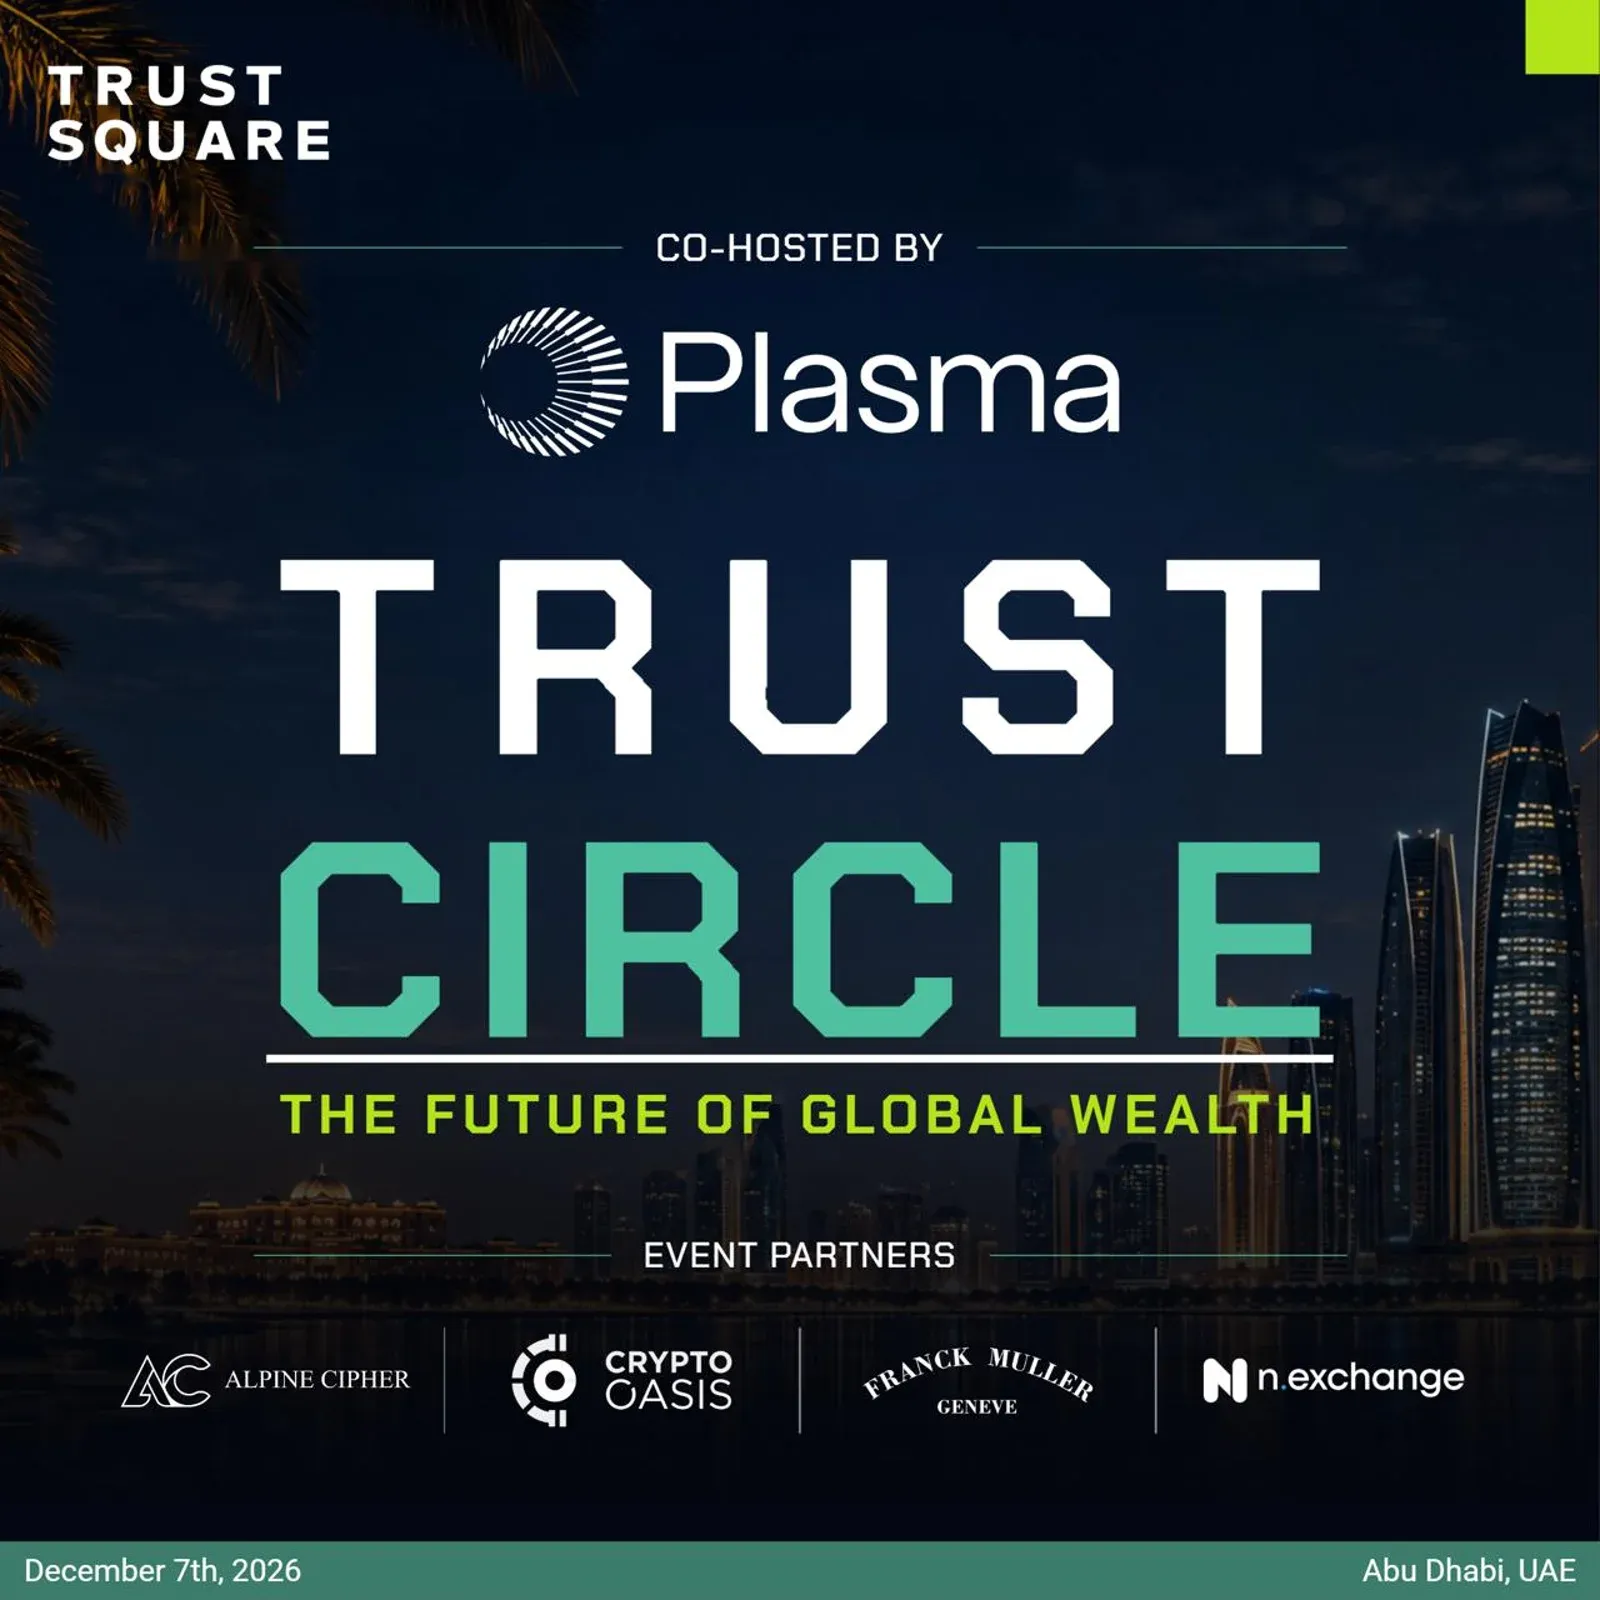 TRUST
SQUARE
CO-HOSTED BY
Plasma
TRUST
CIRCLE
THE FUTURE OF GLOBAL WEALTH
EVENT PARTNERS
AC ALPINE CIPHER
CRYPTO
OASIS
FRANCK MULLER
GENEVE
N n.exchange
December 7th, 2026
Abu Dhabi, UAE